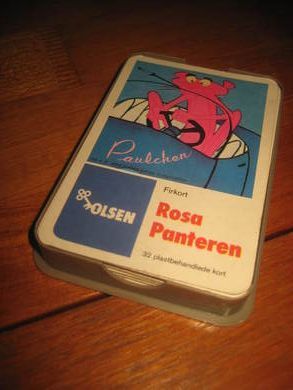 Paulchen
Firkort
OLSEN
Rosa
Panteren
32 plastbehandlede kort